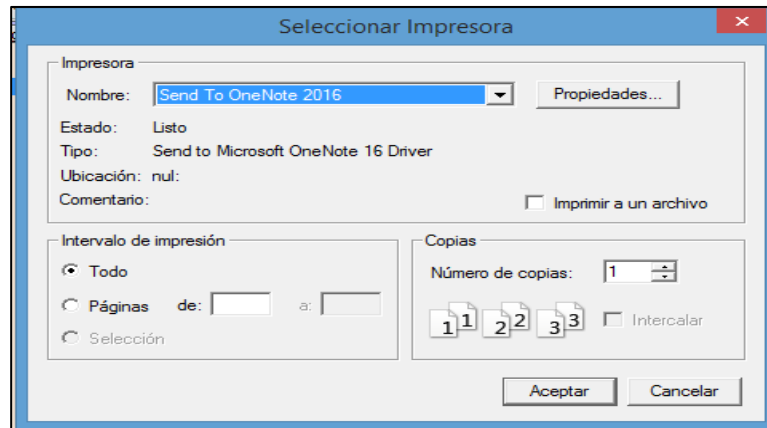 Seleccionar Impresora
Impresora
Nombre: Send To OneNote 2016 Propiedades...
Estado: Listo
Tipo: Send to Microsoft OneNote 16 Driver
Ubicación: nul:
Comentario: Imprimir a un archivo
Intervalo de impresión
Todo
Páginas de: a:
Selección
Copias
Número de copias: 1
1 1 2 2 3 3 Intercalar
Aceptar Cancelar